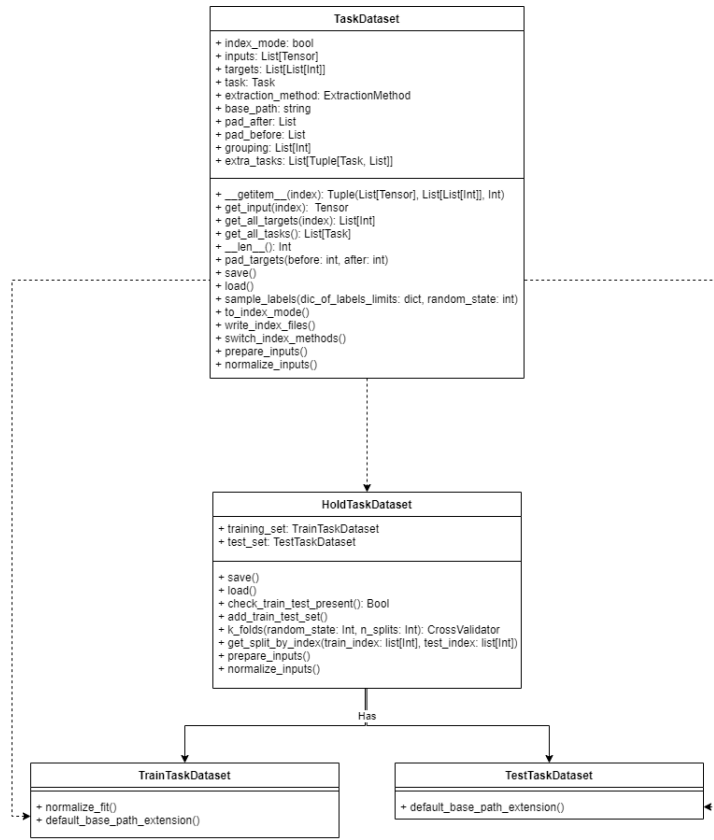 TaskDataset
+ index_mode: bool
+ inputs: List[Tensor]
+ targets: List[List[Int]]
+ task: Task
+ extraction_method: ExtractionMethod
+ base_path: string
+ pad_after: List
+ pad_before: List
+ grouping: List[Int]
+ extra_tasks: List[Tuple[Task, List]]
+ __getitem__(index): Tuple(List[Tensor], List[List[Int]], Int)
+ get_input(index): Tensor
+ get_all_targets(index): List[Int]
+ get_all_tasks(): List[Task]
+ __len__(): Int
+ pad_targets(before: int, after: int)
+ save()
+ load()
+ sample_labels(dic_of_labels_limits: dict, random_state: int)
+ to_index_mode()
+ write_index_files()
+ switch_index_methods()
+ prepare_inputs()
+ normalize_inputs()
HoldTaskDataset
+ training_set: TrainTaskDataset
+ test_set: TestTaskDataset
+ save()
+ load()
+ check_train_test_present(): Bool
+ add_train_test_set()
+ k_folds(random_state: Int, n_splits: Int): CrossValidator
+ get_split_by_index(train_index: list[Int], test_index: list[Int])
+ prepare_inputs()
+ normalize_inputs()
Has
TrainTaskDataset
+ normalize_fit()
+ default_base_path_extension()
TestTaskDataset
+ default_base_path_extension()